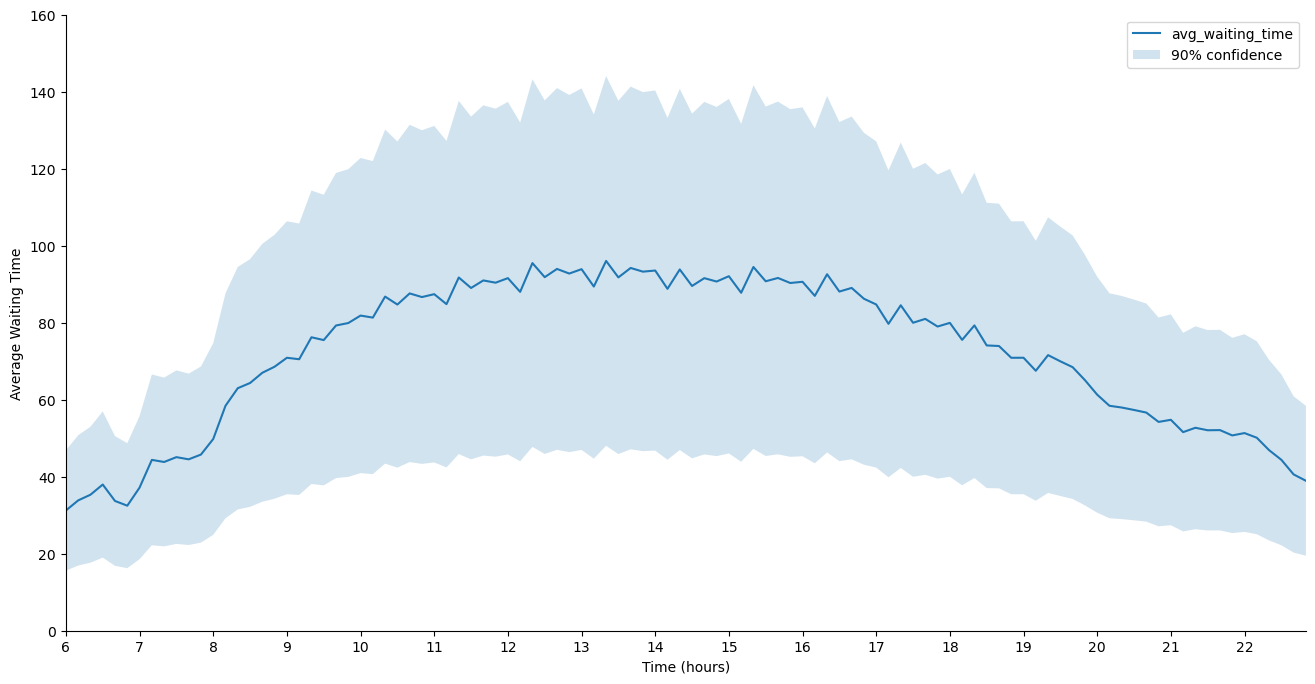 160
140
120
100
80
60
40
20
0
Average Waiting Time
avg_waiting_time
90% confidence
6 7 8 9 10 11 12 13 14 15 16 17 18 19 20 21 22
Time (hours)